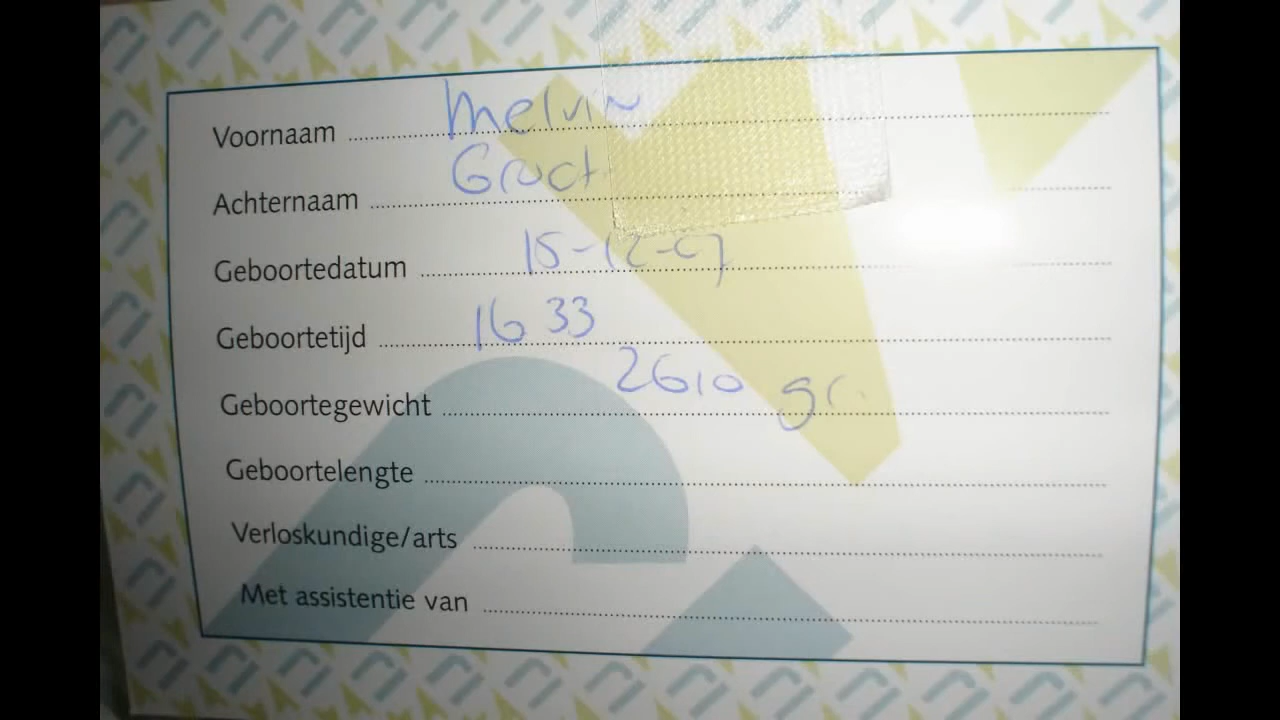 Voornaam Melvin
Achternaam Groot
Geboortedatum 15-12-07
Geboortetijd 16 33
Geboortegewicht 2610 gr.
Geboortelengte
Verloskundige/arts
Met assistentie van